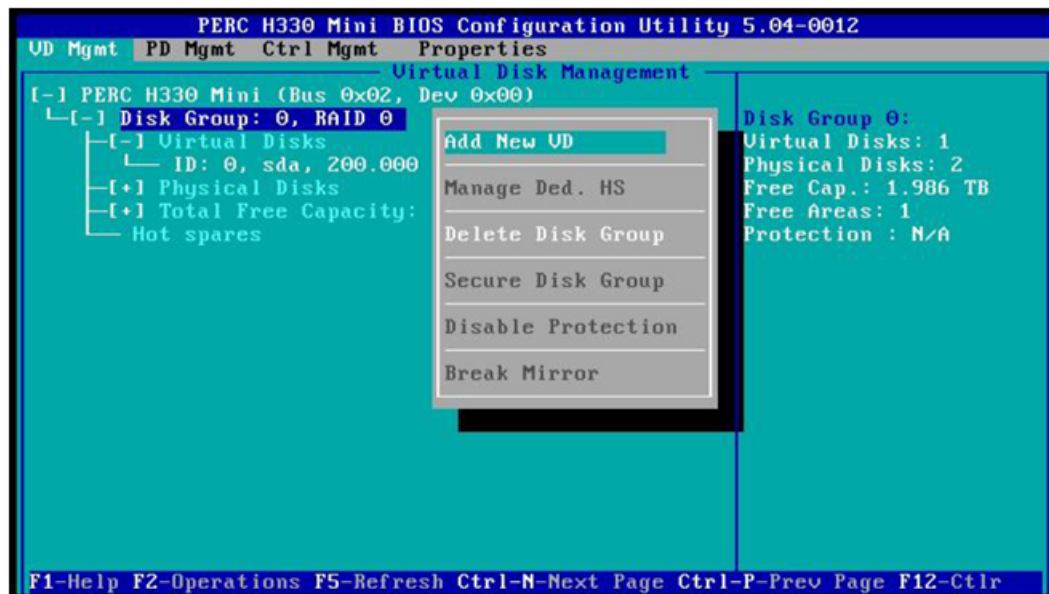 PERC H330 Mini BIOS Configuration Utility 5.04-0012
VD Mgmt PD Mgmt Ctrl Mgmt Properties
Virtual Disk Management
[-] PERC H330 Mini (Bus 0x02, Dev 0x00)
[-] Disk Group: 0, RAID 0
[-] Virtual Disks
ID: 0, sda, 200.000
[+] Physical Disks
[+] Total Free Capacity:
Hot spares
Add New VD
Manage Ded. HS
Delete Disk Group
Secure Disk Group
Disable Protection
Break Mirror
Disk Group 0:
Virtual Disks: 1
Physical Disks: 2
Free Cap.: 1.986 TB
Free Areas: 1
Protection : N/A
F1-Help F2-Operations F5-Refresh Ctrl-N-Next Page Ctrl-P-Prev Page F12-Ctlr